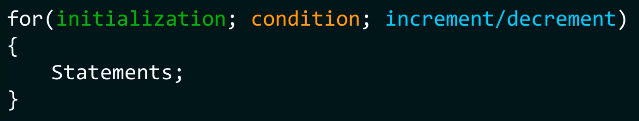 for(initialization; condition; increment/decrement)
{
    Statements;
}